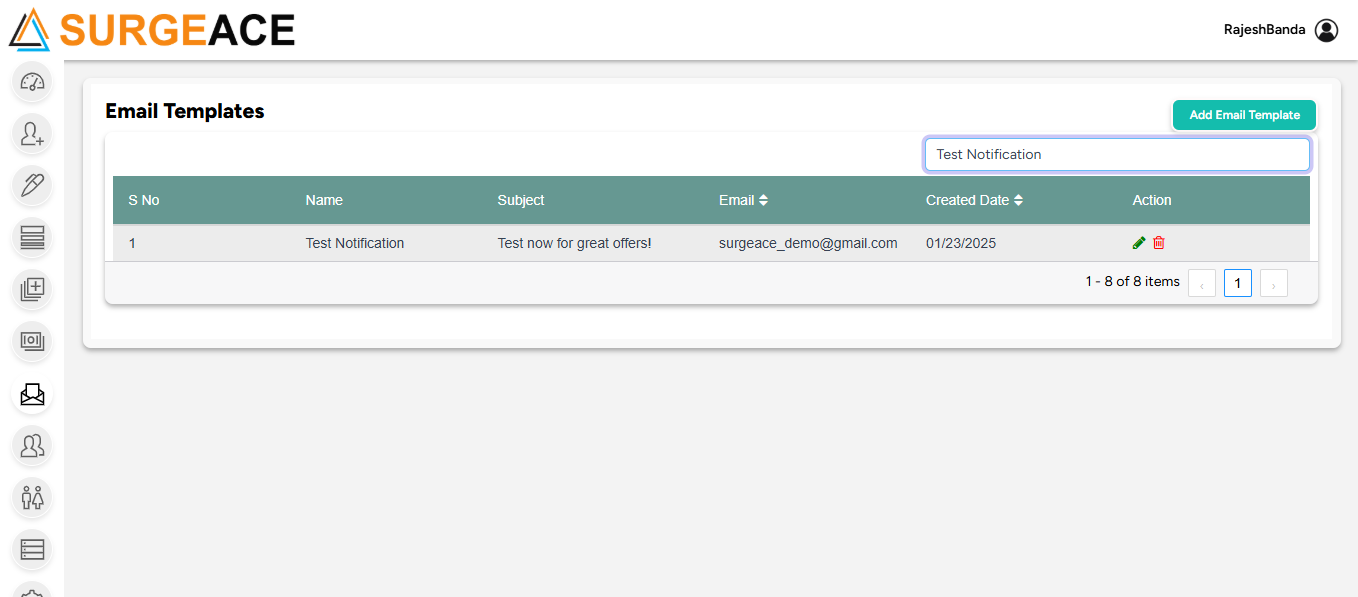 SURGEACE
RajeshBanda
Email Templates
Add Email Template
Test Notification
S No Name Subject Email Created Date Action
1 Test Notification Test now for great offers! surgeace_demo@gmail.com 01/23/2025
1 - 8 of 8 items ‹ 1 ›